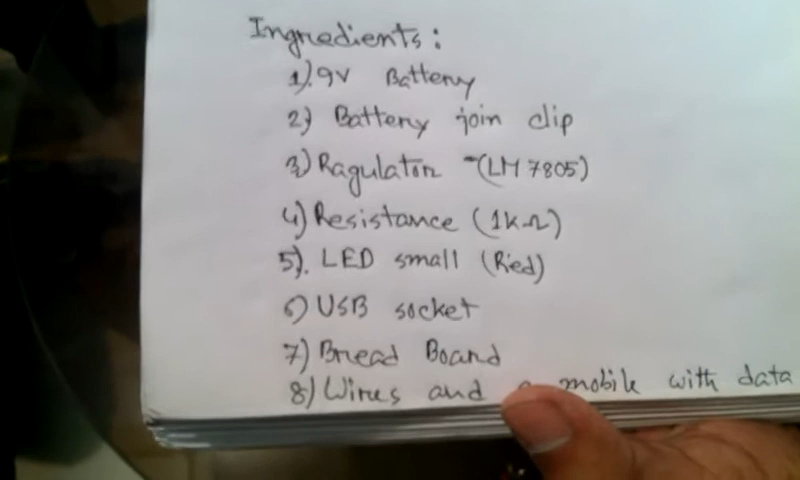 Ingredients:
1). 9V Battery
2) Battery join clip
3) Ragulator -(LM 7805)
4) Resistance (1kΩ)
5). LED small (Red)
6) USB socket
7) Bread Board
8) Wires and a mobile with data